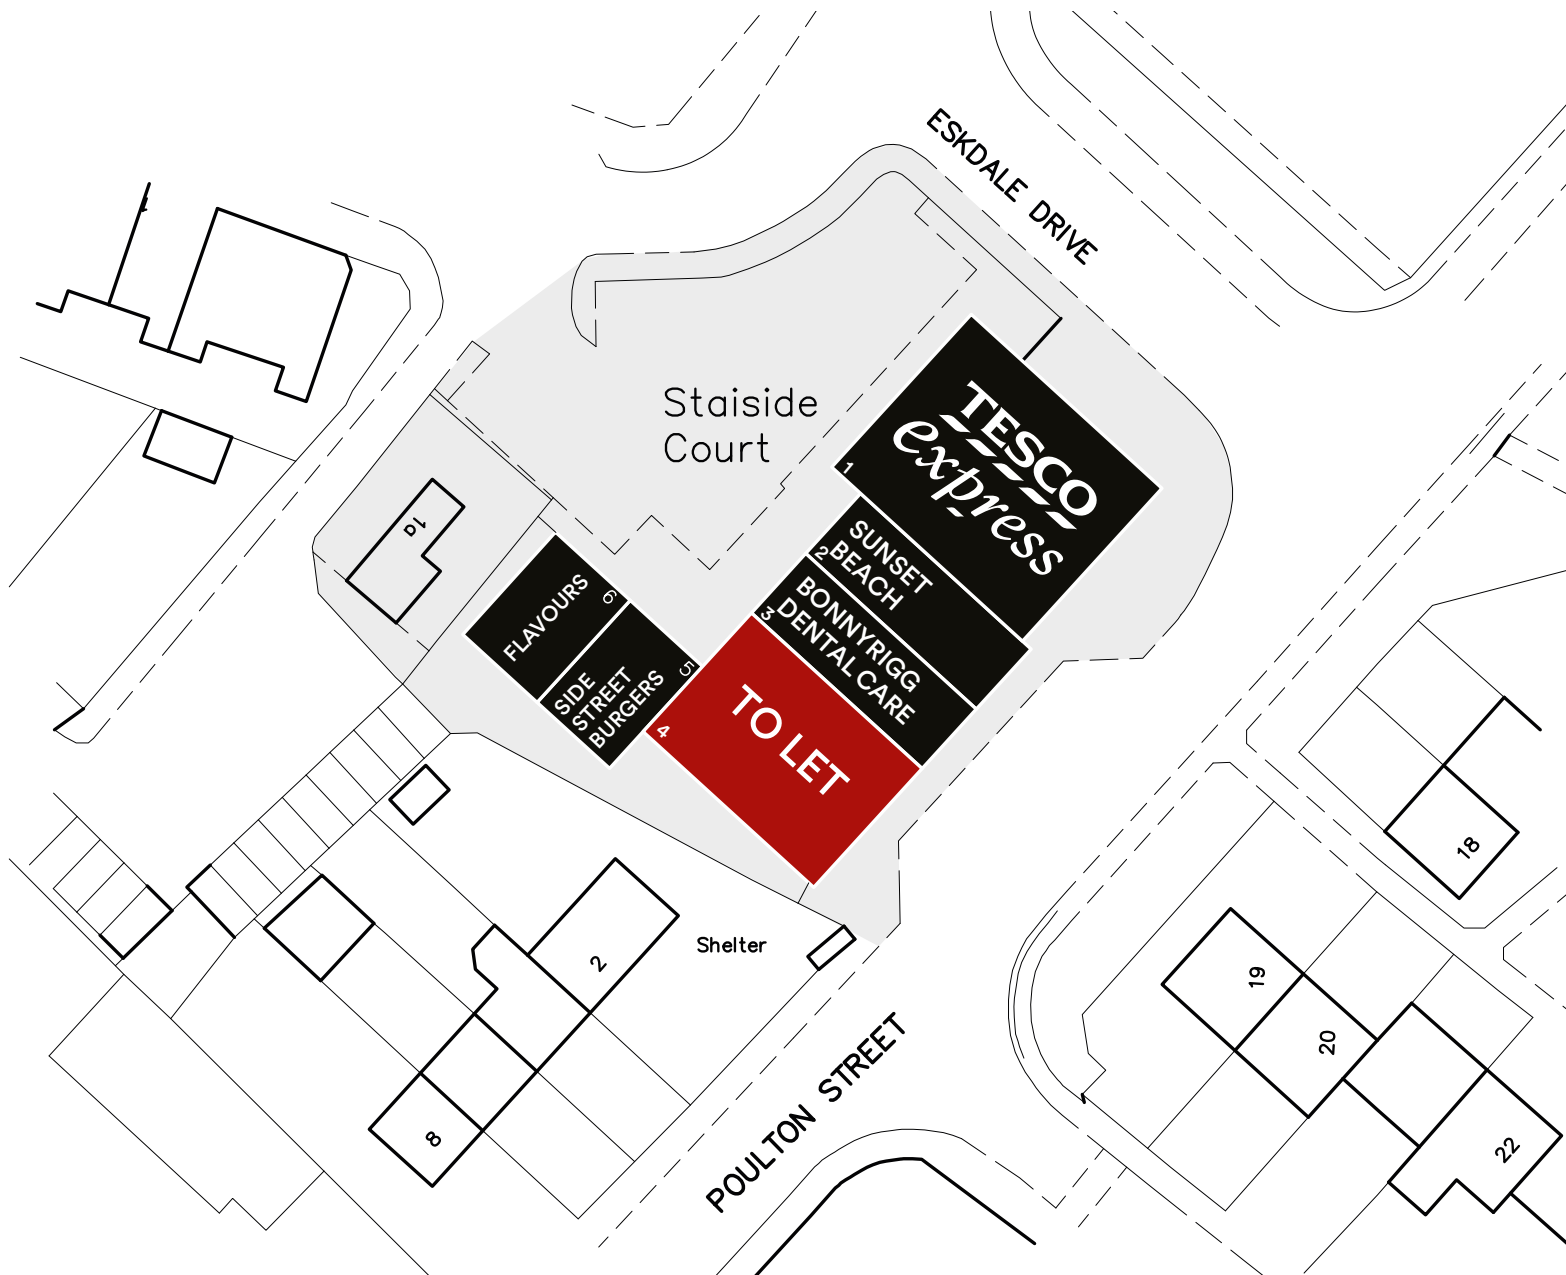 ESKDALE DRIVE
Staiside
Court
TESCO
express
1
SUNSET
BEACH
2
BONNYRIGG
DENTAL CARE
3
TO LET
4
FLAVOURS
6
SIDE
STREET
BURGERS
5
1a
Shelter
POULTON STREET
2
8
18
19
20
22